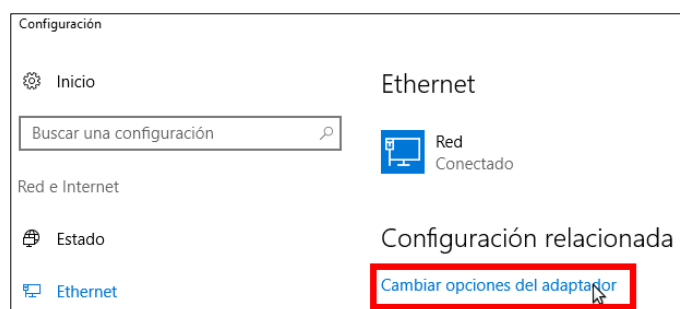 Configuración
Inicio
Buscar una configuración
Red e Internet
Estado
Ethernet
Ethernet
Red
Conectado
Configuración relacionada
Cambiar opciones del adaptador